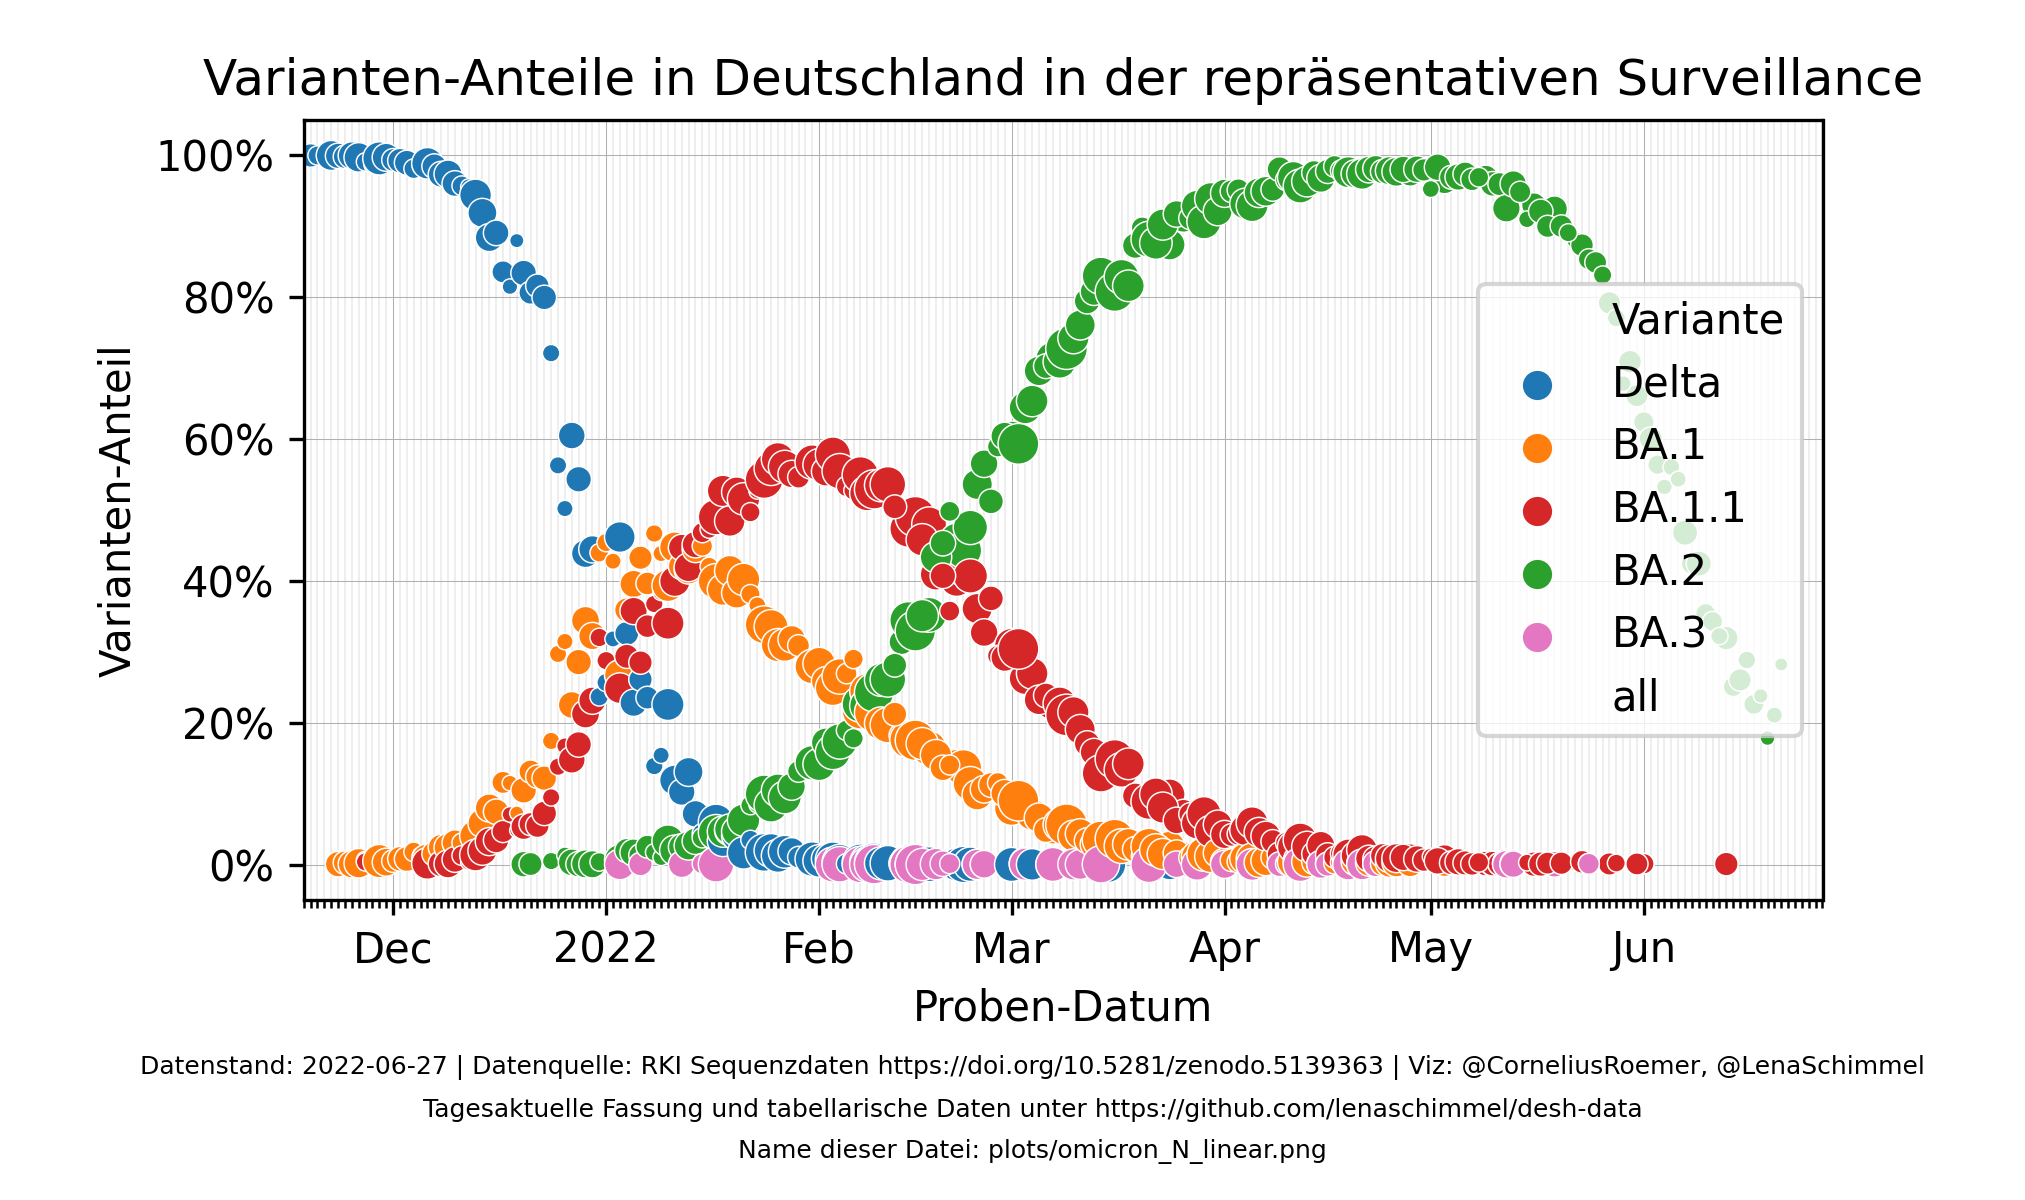 Varianten-Anteile in Deutschland in der repräsentativen Surveillance
100%
80%
60%
40%
20%
0%
Varianten-Anteil
Variante
Delta
BA.1
BA.1.1
BA.2
BA.3
all
Dec 2022 Feb Mar Apr May Jun
Proben-Datum
Datenstand: 2022-06-27 | Datenquelle: RKI Sequenzdaten https://doi.org/10.5281/zenodo.5139363 | Viz: @CorneliusRoemer, @LenaSchimmel
Tagesaktuelle Fassung und tabellarische Daten unter https://github.com/lenaschimmel/desh-data
Name dieser Datei: plots/omicron_N_linear.png